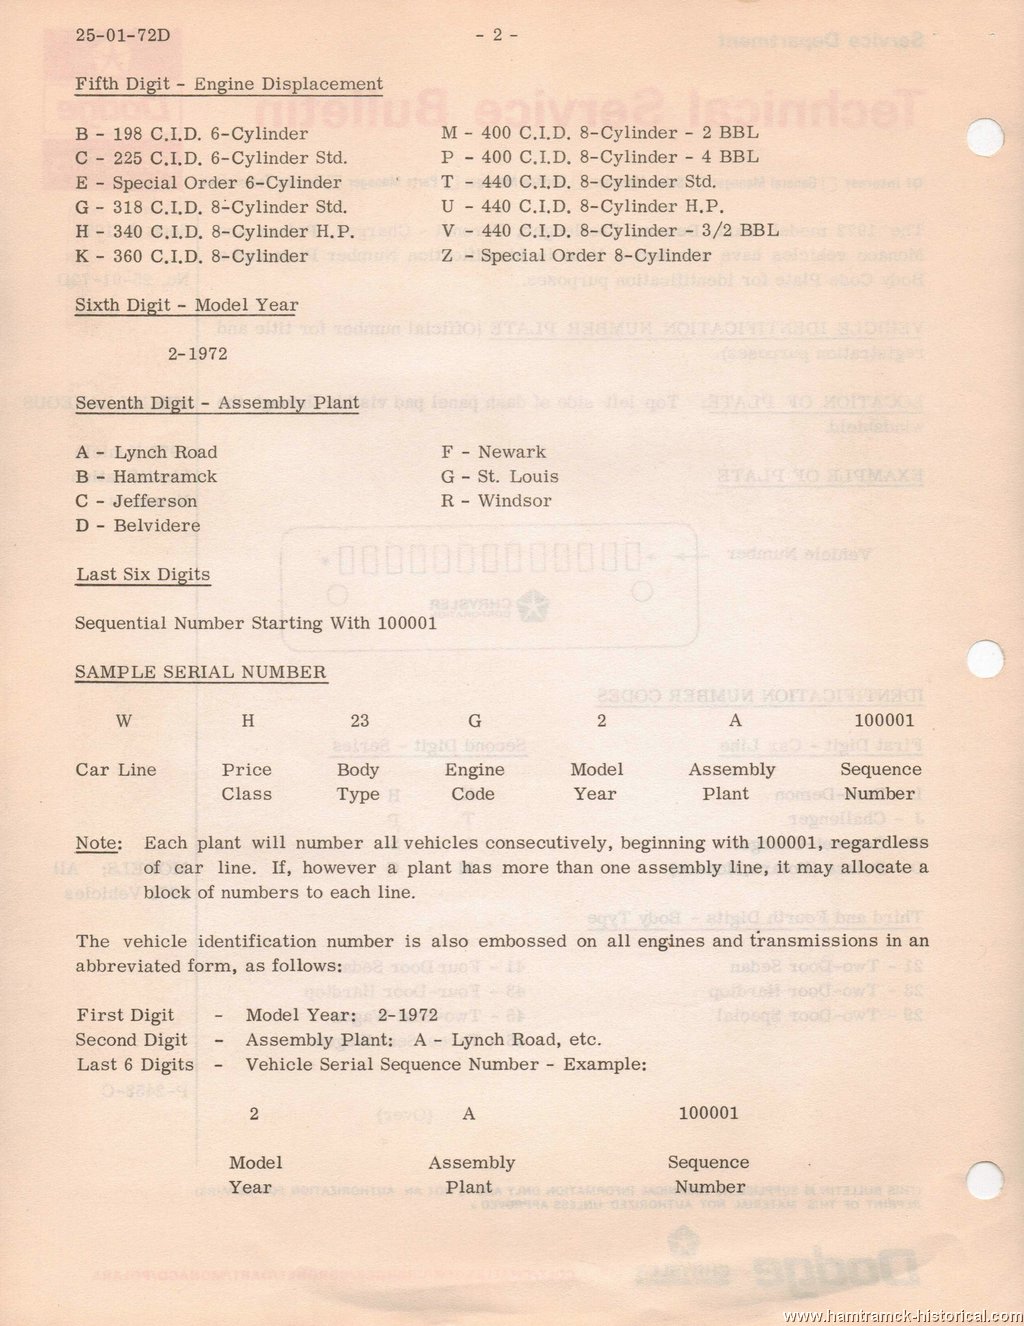 25-01-72D - 2 -
Fifth Digit - Engine Displacement
B - 198 C.I.D. 6-Cylinder M - 400 C.I.D. 8-Cylinder - 2 BBL
C - 225 C.I.D. 6-Cylinder Std. P - 400 C.I.D. 8-Cylinder - 4 BBL
E - Special Order 6-Cylinder T - 440 C.I.D. 8-Cylinder Std.
G - 318 C.I.D. 8-Cylinder Std. U - 440 C.I.D. 8-Cylinder H.P.
H - 340 C.I.D. 8-Cylinder H.P. V - 440 C.I.D. 8-Cylinder - 3/2 BBL
K - 360 C.I.D. 8-Cylinder Z - Special Order 8-Cylinder
Sixth Digit - Model Year
2-1972
Seventh Digit - Assembly Plant
A - Lynch Road F - Newark
B - Hamtramck G - St. Louis
C - Jefferson R - Windsor
D - Belvidere
Last Six Digits
Sequential Number Starting With 100001
SAMPLE SERIAL NUMBER
W H 23 G 2 A 100001
Car Line Price Body Engine Model Assembly Sequence
Class Type Code Year Plant Number
Note: Each plant will number all vehicles consecutively, beginning with 100001, regardless
of car line. If, however a plant has more than one assembly line, it may allocate a
block of numbers to each line.
The vehicle identification number is also embossed on all engines and transmissions in an
abbreviated form, as follows:
First Digit - Model Year: 2-1972
Second Digit - Assembly Plant: A - Lynch Road, etc.
Last 6 Digits - Vehicle Serial Sequence Number - Example:
2 A 100001
Model Assembly Sequence
Year Plant Number
www.hamtramck-historical.com